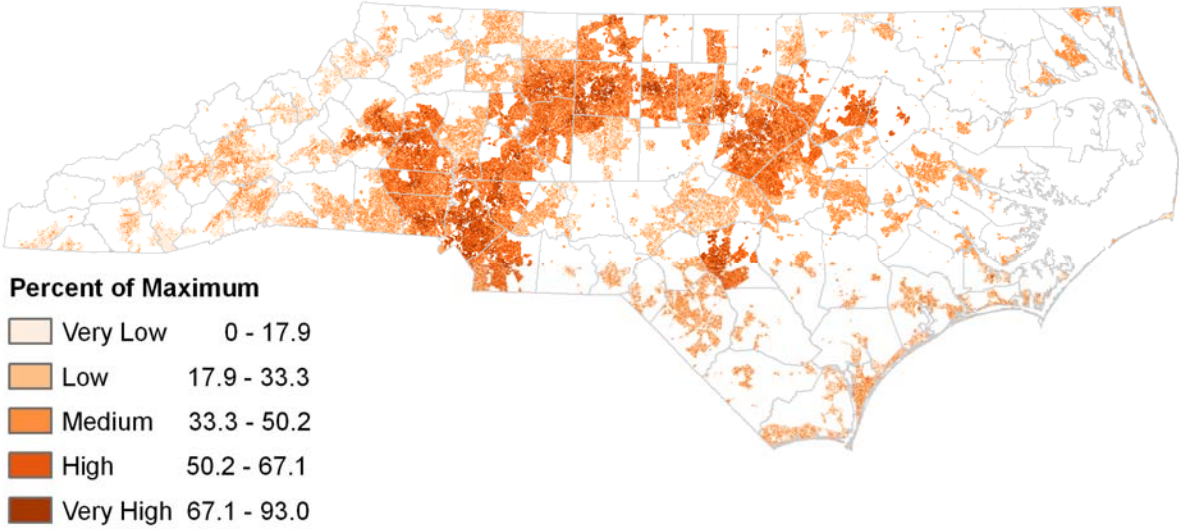 Percent of Maximum
Very Low 0 - 17.9
Low 17.9 - 33.3
Medium 33.3 - 50.2
High 50.2 - 67.1
Very High 67.1 - 93.0